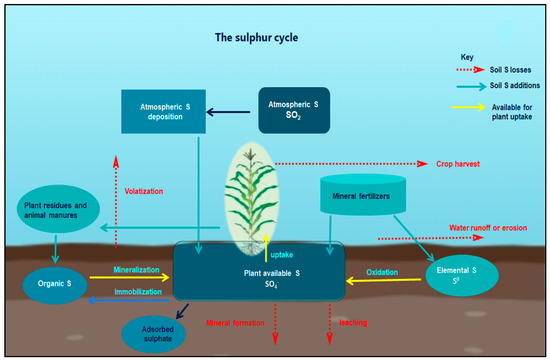 The sulphur cycle
Key
Soil S losses
Soil S additions
Available for
plant uptake
Atmospheric S
deposition
Atmospheric S
SO2
Crop harvest
Volatization
Plant residues and
animal manures
Mineral fertilizers
Water runoff or erosion
uptake
Organic S
Mineralization
Immobilization
Plant available S
SO4-
Oxidation
Elemental S
S0
Adsorbed
sulphate
Mineral formation
leaching